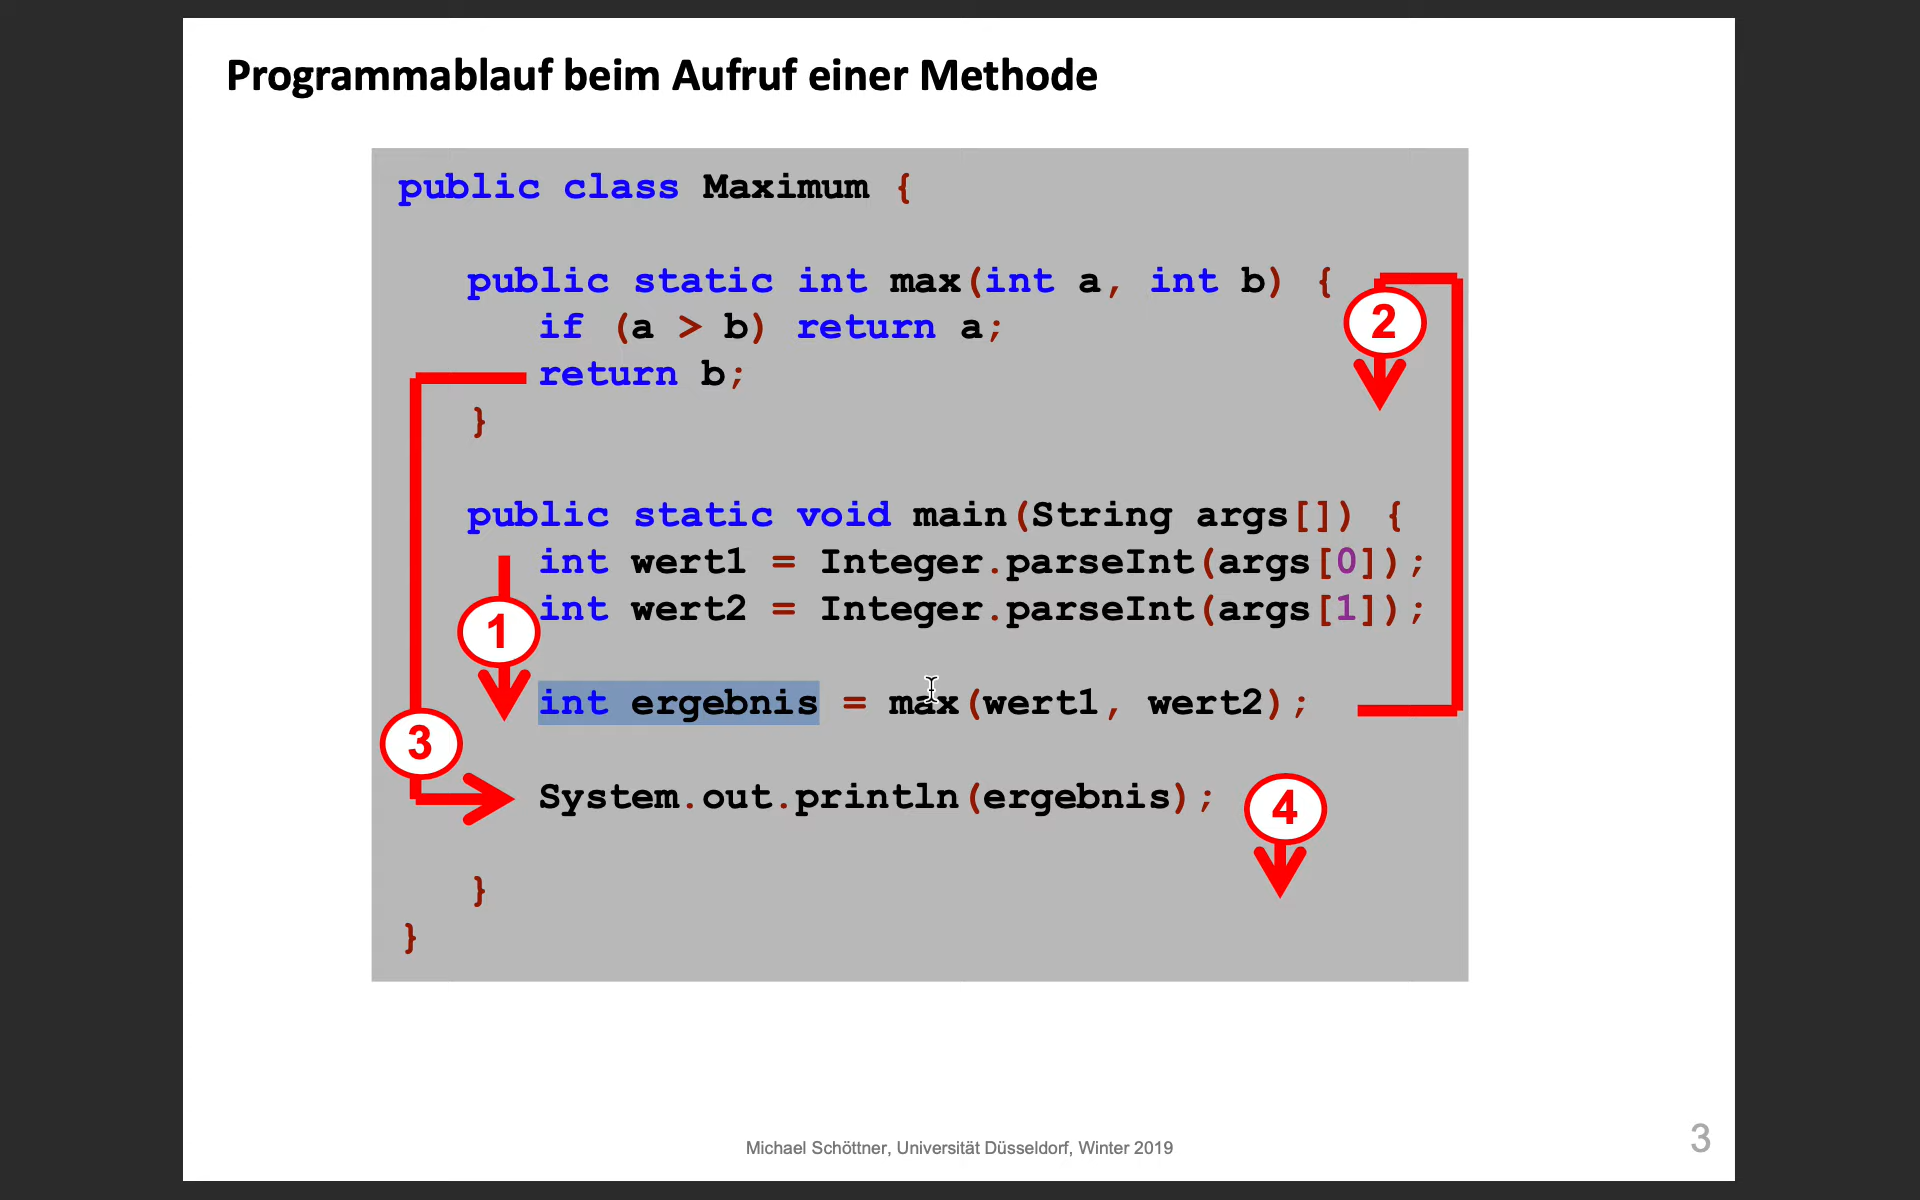 Programmablauf beim Aufruf einer Methode
public class Maximum {
public static int max(int a, int b) {
if (a > b) return a;
return b;
}
public static void main(String args[]) {
int wert1 = Integer.parseInt(args[0]);
int wert2 = Integer.parseInt(args[1]);
int ergebnis = max(wert1, wert2);
System.out.println(ergebnis);
}
}
2
1
3
4
Michael Schöttner, Universität Düsseldorf, Winter 2019
3